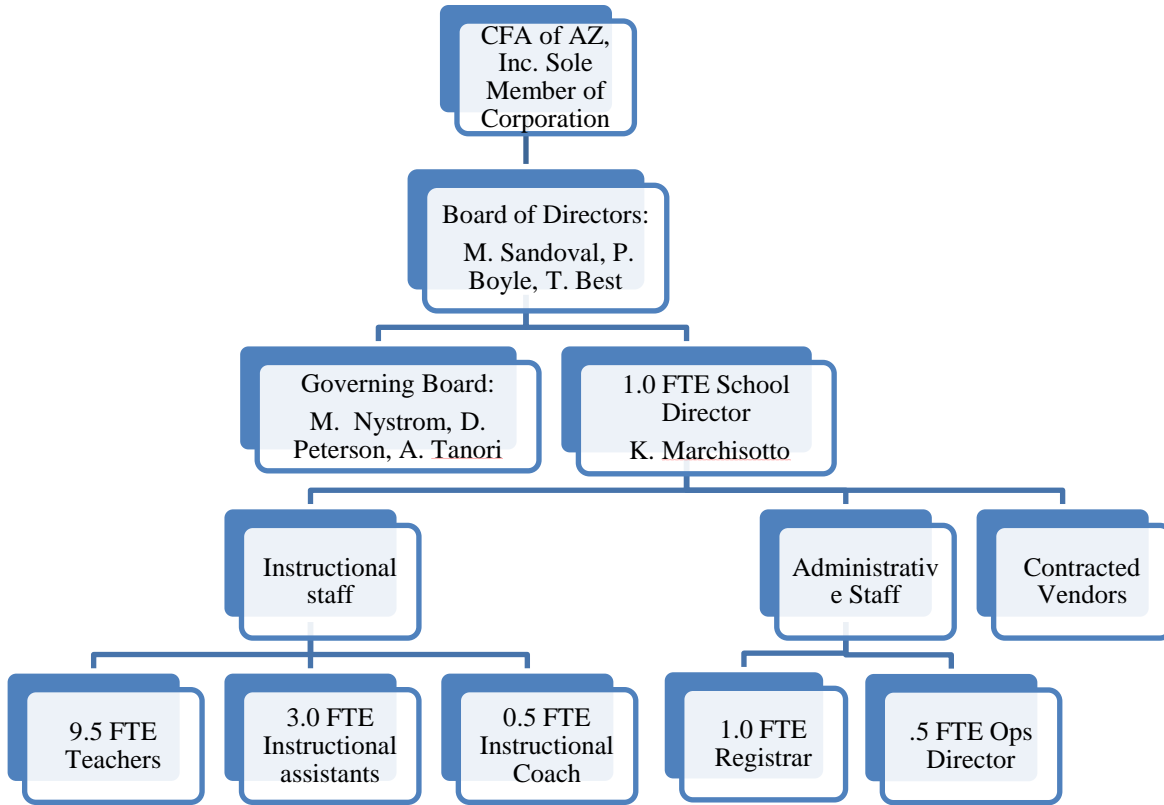 CFA of AZ,
Inc. Sole
Member of
Corporation
Board of Directors:
M. Sandoval, P.
Boyle, T. Best
Governing Board:
M. Nystrom, D.
Peterson, A. Tanori
1.0 FTE School
Director
K. Marchisotto
Instructional
staff
Administrativ
e Staff
Contracted
Vendors
9.5 FTE
Teachers
3.0 FTE
Instructional
assistants
0.5 FTE
Instructional
Coach
1.0 FTE
Registrar
.5 FTE Ops
Director